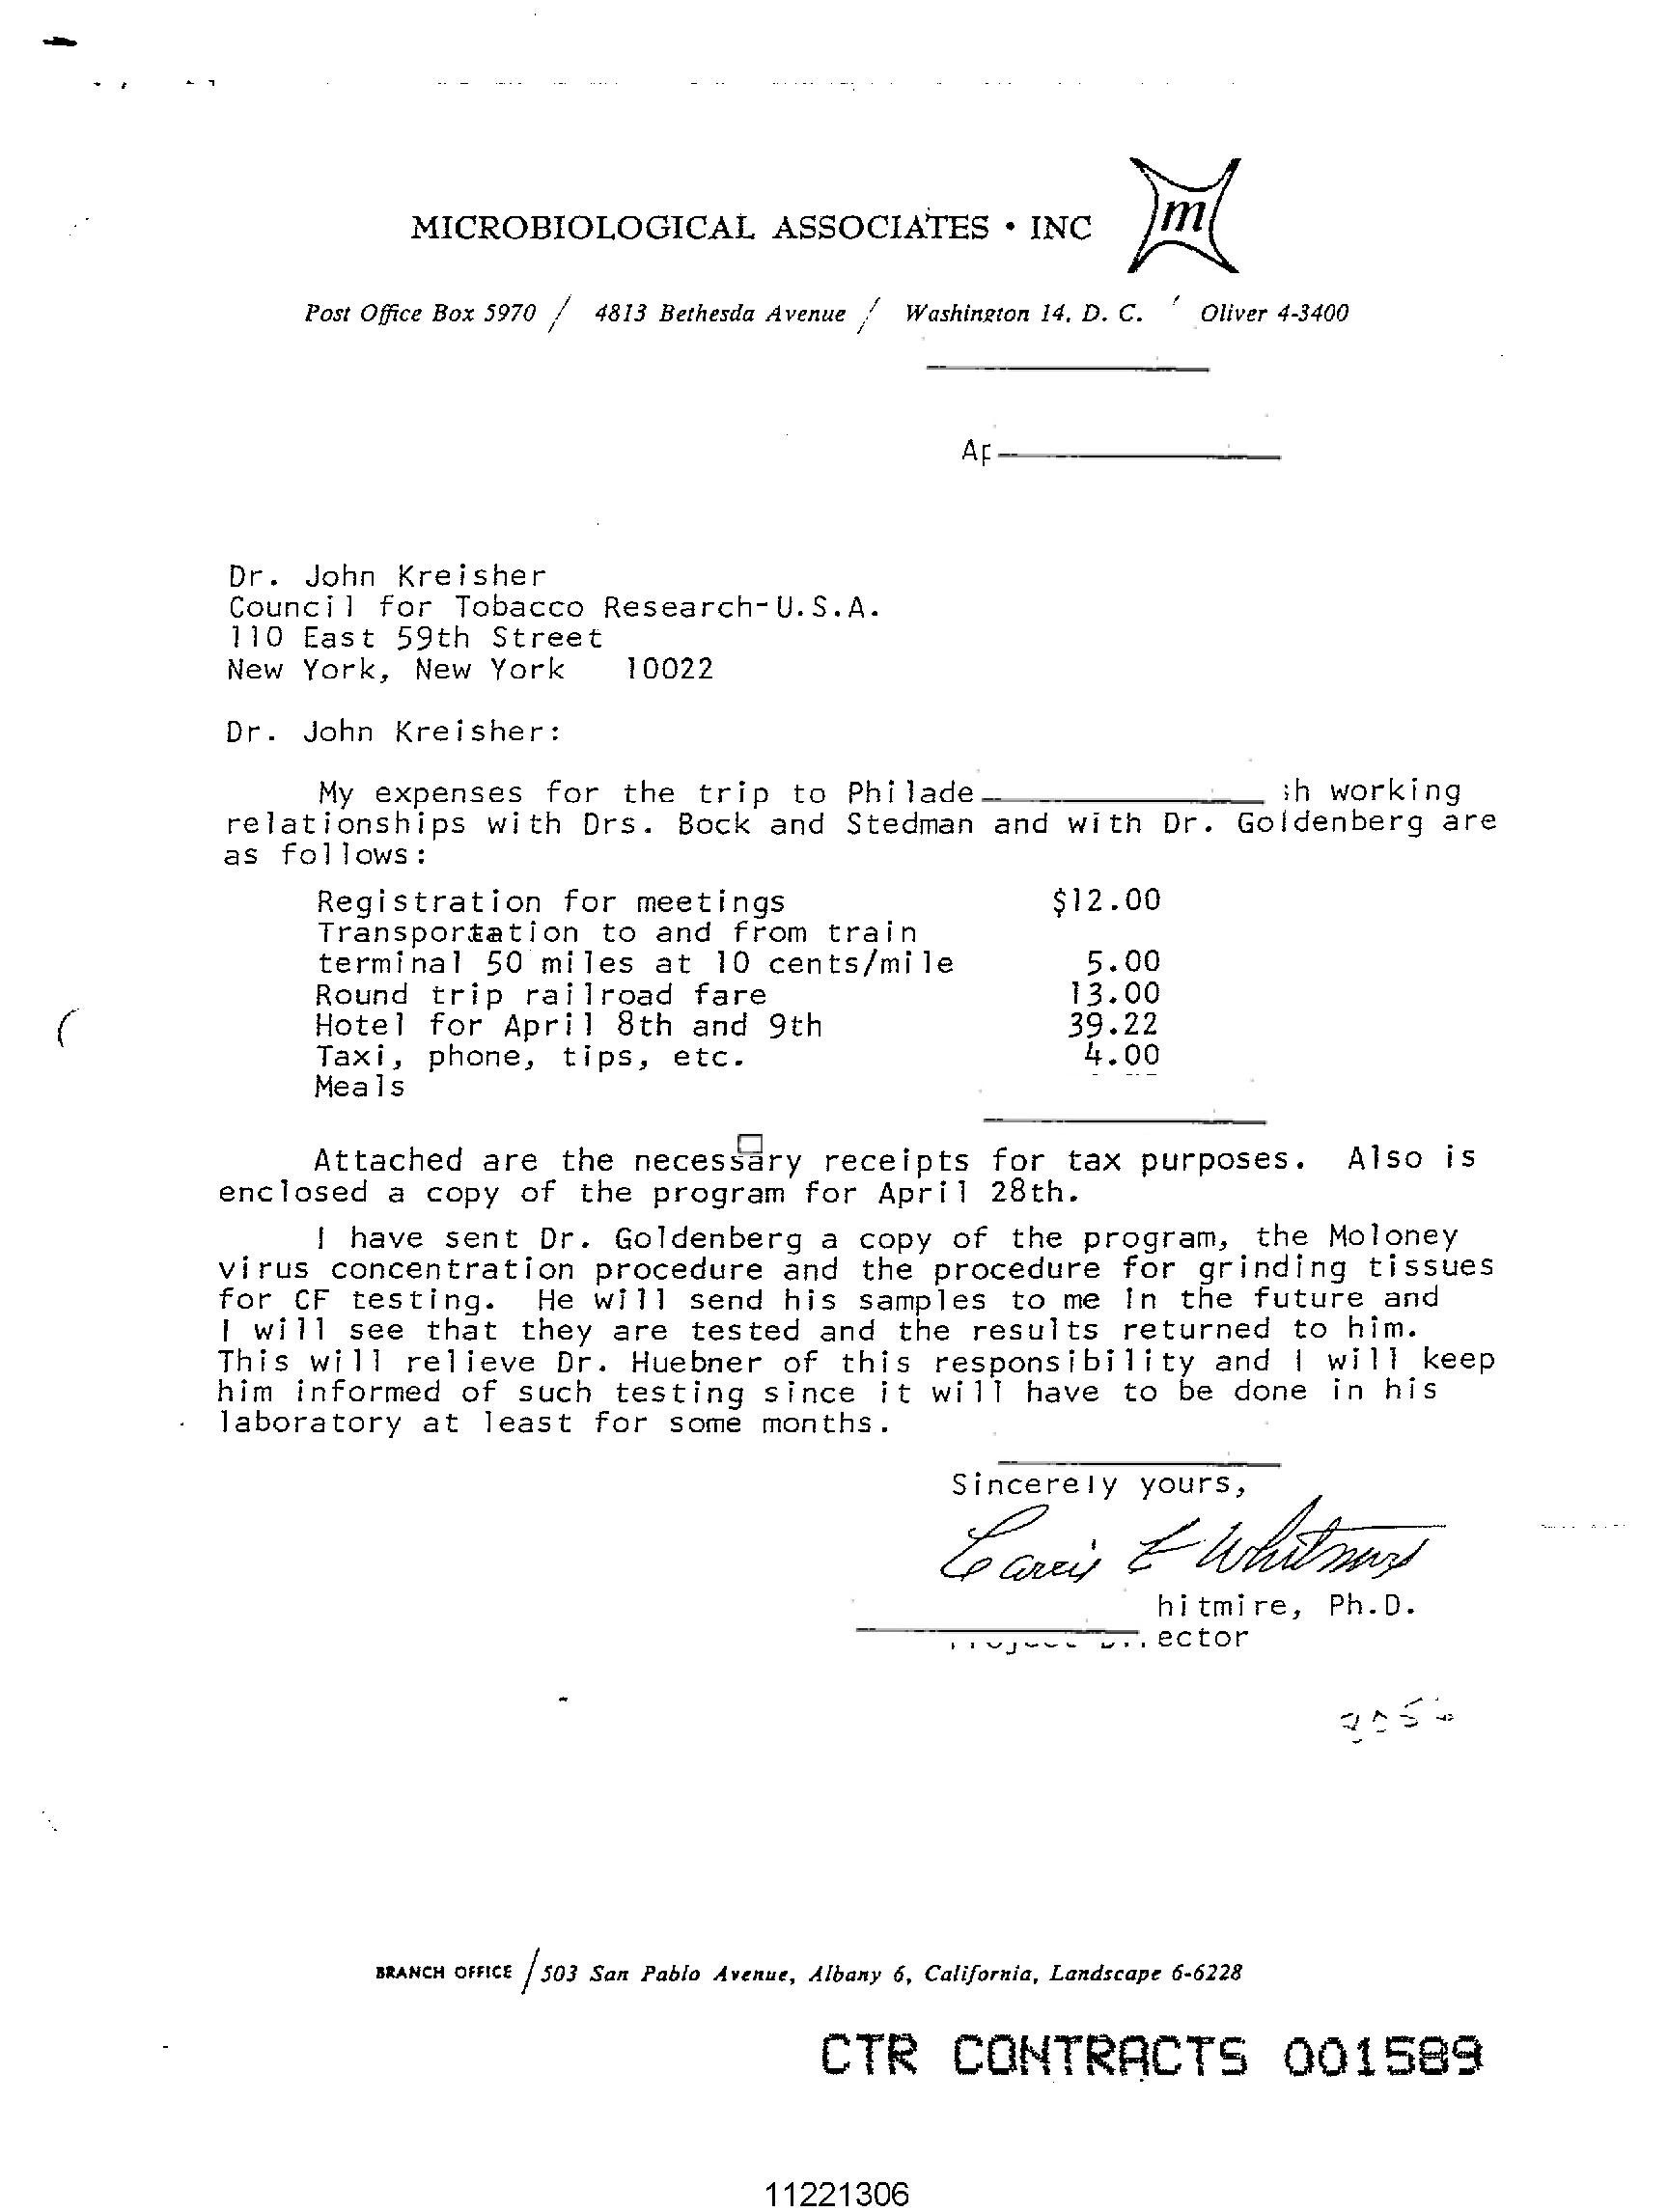 MICROBIOLOGICAL ASSOCIATES • INC
m
Post Office Box 5970 / 4813 Bethesda Avenue / Washington 14, D. C. / Oliver 4-3400
Dr. John Kreisher
Council for Tobacco Research-U.S.A.
110 East 59th Street
New York, New York 10022
Dr. John Kreisher:
My expenses for the trip to Philade working
relationships with Drs. Bock and Stedman and with Dr. Goldenberg are
as follows:
Registration for meetings $12.00
Transportation to and from train
terminal 50 miles at 10 cents/mile 5.00
Round trip railroad fare 13.00
Hotel for April 8th and 9th 39.22
Taxi, phone, tips, etc. 4.00
Meals
Attached are the necessary receipts for tax purposes. Also is
enclosed a copy of the program for April 28th.
I have sent Dr. Goldenberg a copy of the program, the Moloney
virus concentration procedure and the procedure for grinding tissues
for CF testing. He will send his samples to me in the future and
I will see that they are tested and the results returned to him.
This will relieve Dr. Huebner of this responsibility and I will keep
him informed of such testing since it will have to be done in his
laboratory at least for some months.
Sincerely yours,
hitmire, Ph.D.
ector
BRANCH OFFICE / 503 San Pablo Avenue, Albany 6, California, Landscape 6-6228
CTR CONTRACTS 001589
11221306